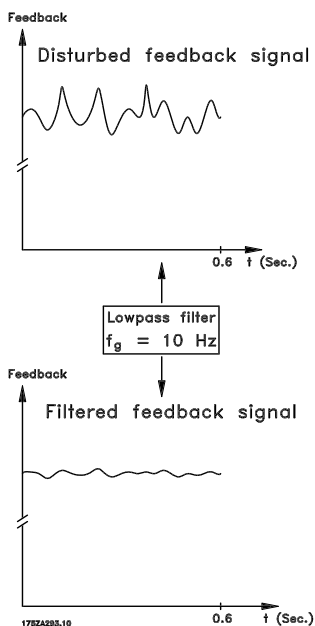 Feedback
Disturbed feedback signal
0.6 t (Sec.)
Lowpass filter
fg = 10 Hz
Feedback
Filtered feedback signal
0.6 t (Sec.)
175ZA293.10